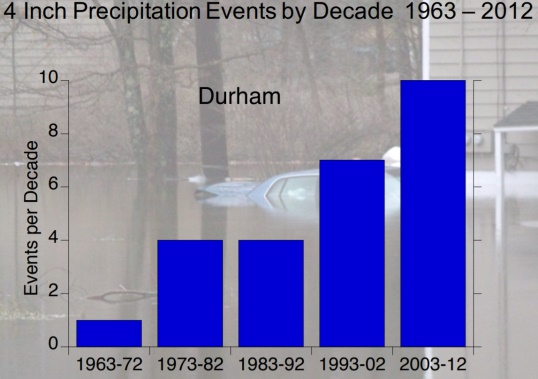 4 Inch Precipitation Events by Decade 1963 – 2012
Durham
Events per Decade
10
8
6
4
2
0
1963-72 1973-82 1983-92 1993-02 2003-12